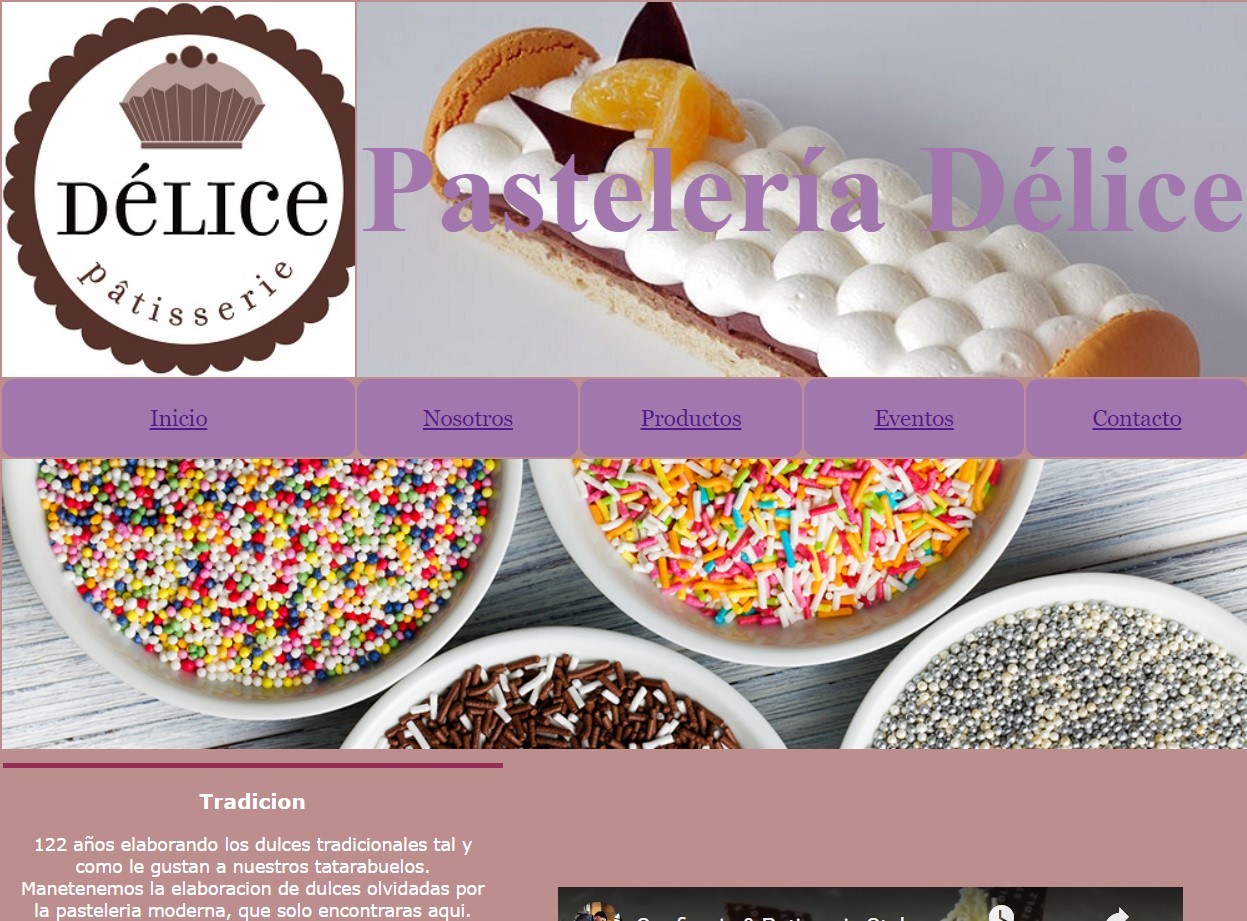 DÉLICE
pâtisserie
Pastelería Délice
Inicio
Nosotros
Productos
Eventos
Contacto
Tradicion
122 años elaborando los dulces tradicionales tal y
como le gustan a nuestros tatarabuelos.
Manetenemos la elaboracion de dulces olvidadas por
la pasteleria moderna, que solo encontraras aqui.